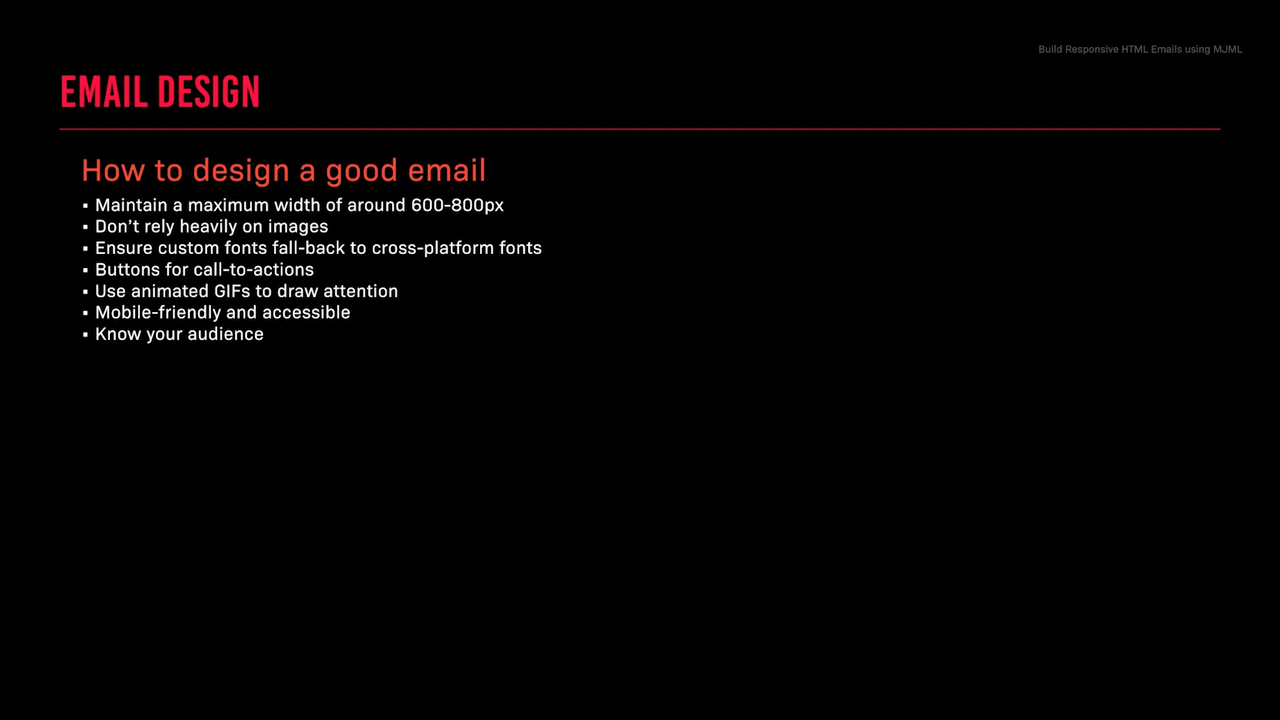 Build Responsive HTML Emails using MJML
EMAIL DESIGN
How to design a good email
▪ Maintain a maximum width of around 600-800px
▪ Don’t rely heavily on images
▪ Ensure custom fonts fall-back to cross-platform fonts
▪ Buttons for call-to-actions
▪ Use animated GIFs to draw attention
▪ Mobile-friendly and accessible
▪ Know your audience